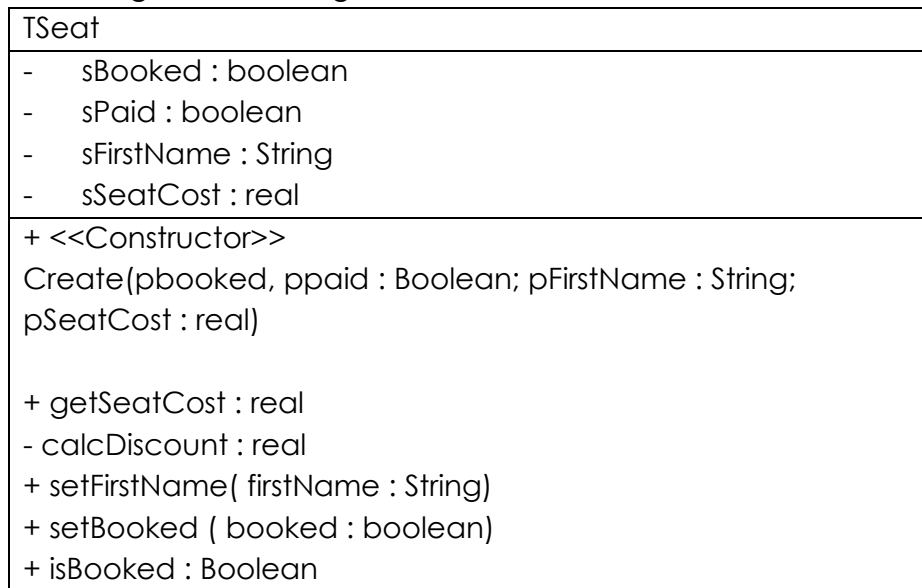 TSeat
- sBooked : boolean
- sPaid : boolean
- sFirstName : String
- sSeatCost : real
+ <<Constructor>>
Create(pbooked, ppaid : Boolean; pFirstName : String;
pSeatCost : real)
+ getSeatCost : real
- calcDiscount : real
+ setFirstName( firstName : String)
+ setBooked ( booked : boolean)
+ isBooked : Boolean